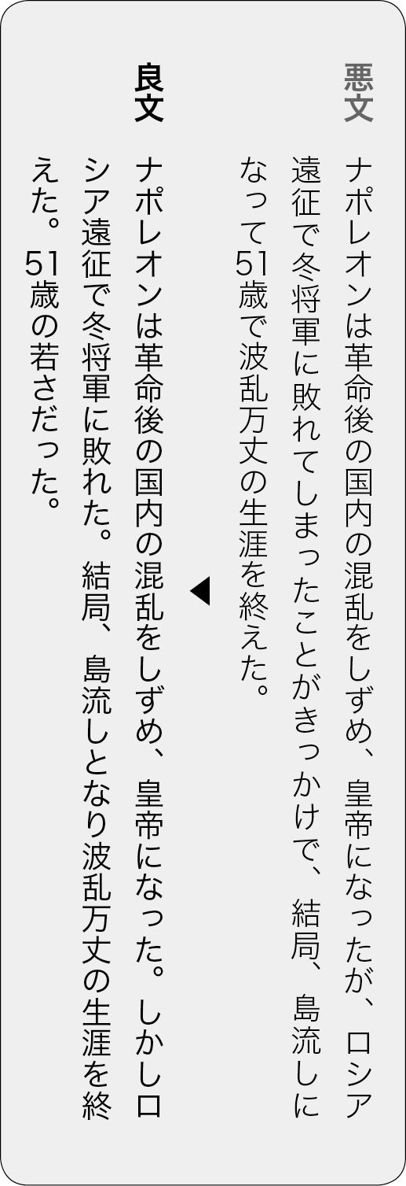 悪文　ナポレオンは革命後の国内の混乱をしずめ、皇帝になったが、ロシア
遠征で冬将軍に敗れてしまったことがきっかけで、結局、島流しに
なって51歳で波乱万丈の生涯を終えた。
良文　ナポレオンは革命後の国内の混乱をしずめ、皇帝になった。しかしロ
シア遠征で冬将軍に敗れた。結局、島流しとなり波乱万丈の生涯を終
えた。51歳の若さだった。